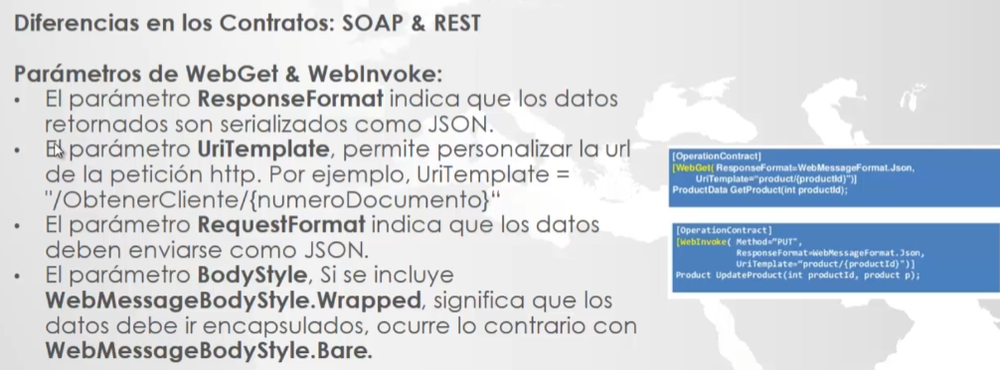 Diferencias en los Contratos: SOAP & REST
Parámetros de WebGet & WebInvoke:
• El parámetro ResponseFormat indica que los datos
retornados son serializados como JSON.
• El parámetro UriTemplate, permite personalizar la url
de la petición http. Por ejemplo, UriTemplate =
"/ObtenerCliente/{numeroDocumento}“
• El parámetro RequestFormat indica que los datos
deben enviarse como JSON.
• El parámetro BodyStyle, Si se incluye
WebMessageBodyStyle.Wrapped, significa que los
datos debe ir encapsulados, ocurre lo contrario con
WebMessageBodyStyle.Bare.
[OperationContract]
[WebGet( ResponseFormat=WebMessageFormat.Json,
UriTemplate="product/{productId}")]
ProductData GetProduct(int productId);
[OperationContract]
[WebInvoke( Method="PUT",
ResponseFormat=WebMessageFormat.Json,
UriTemplate="product/{productId}")]
Product UpdateProduct(int productId, product p);